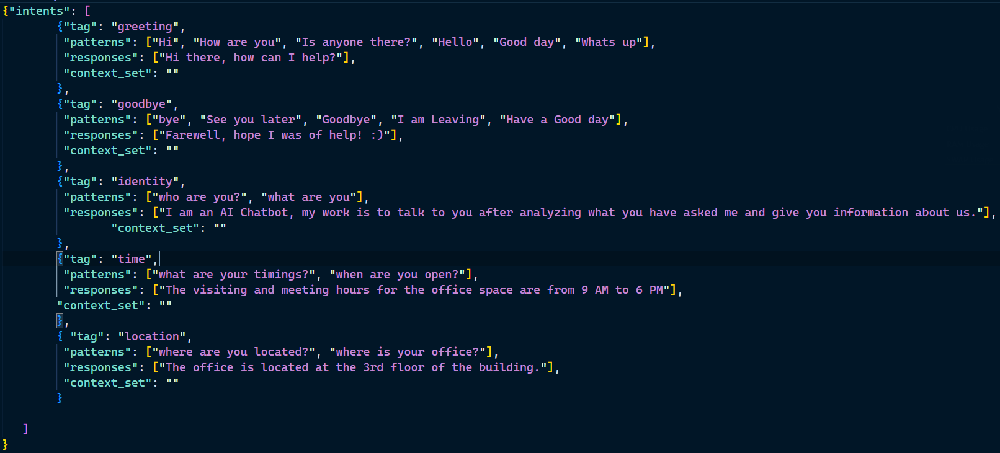 {"intents": [
{"tag": "greeting",
"patterns": ["Hi", "How are you", "Is anyone there?", "Hello", "Good day", "Whats up"],
"responses": ["Hi there, how can I help?"],
"context_set": ""
},
{"tag": "goodbye",
"patterns": ["bye", "See you later", "Goodbye", "I am Leaving", "Have a Good day"],
"responses": ["Farewell, hope I was of help! :)"],
"context_set": ""
},
{"tag": "identity",
"patterns": ["who are you?", "what are you"],
"responses": ["I am an AI Chatbot, my work is to talk to you after analyzing what you have asked me and give you information about us."],
"context_set": ""
},
{"tag": "time",
"patterns": ["what are your timings?", "when are you open?"],
"responses": ["The visiting and meeting hours for the office space are from 9 AM to 6 PM"],
"context_set": ""
},
{ "tag": "location",
"patterns": ["where are you located?", "where is your office?"],
"responses": ["The office is located at the 3rd floor of the building."],
"context_set": ""
}
]
}